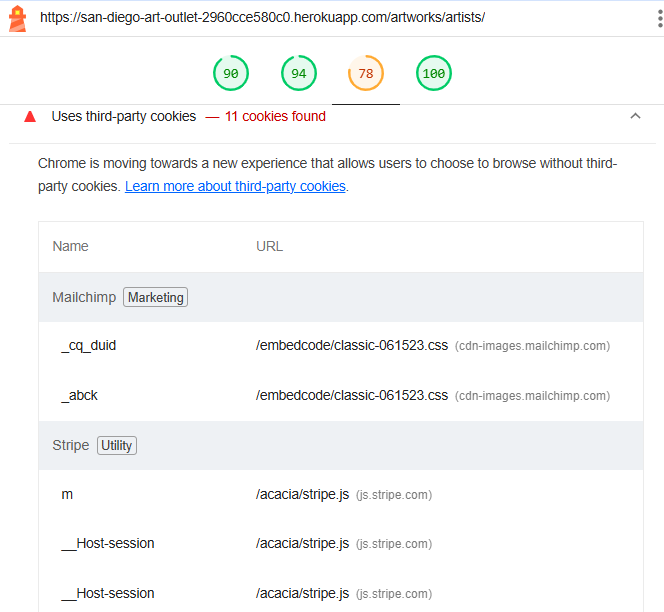 https://san-diego-art-outlet-2960cce580c0.herokuapp.com/artworks/artists/
90 94 78 100
Uses third-party cookies — 11 cookies found
Chrome is moving towards a new experience that allows users to choose to browse without third-
party cookies. Learn more about third-party cookies.
Name URL
Mailchimp Marketing
_cq_duid /embedcode/classic-061523.css (cdn-images.mailchimp.com)
_abck /embedcode/classic-061523.css (cdn-images.mailchimp.com)
Stripe Utility
m /acacia/stripe.js (js.stripe.com)
__Host-session /acacia/stripe.js (js.stripe.com)
__Host-session /acacia/stripe.js (js.stripe.com)